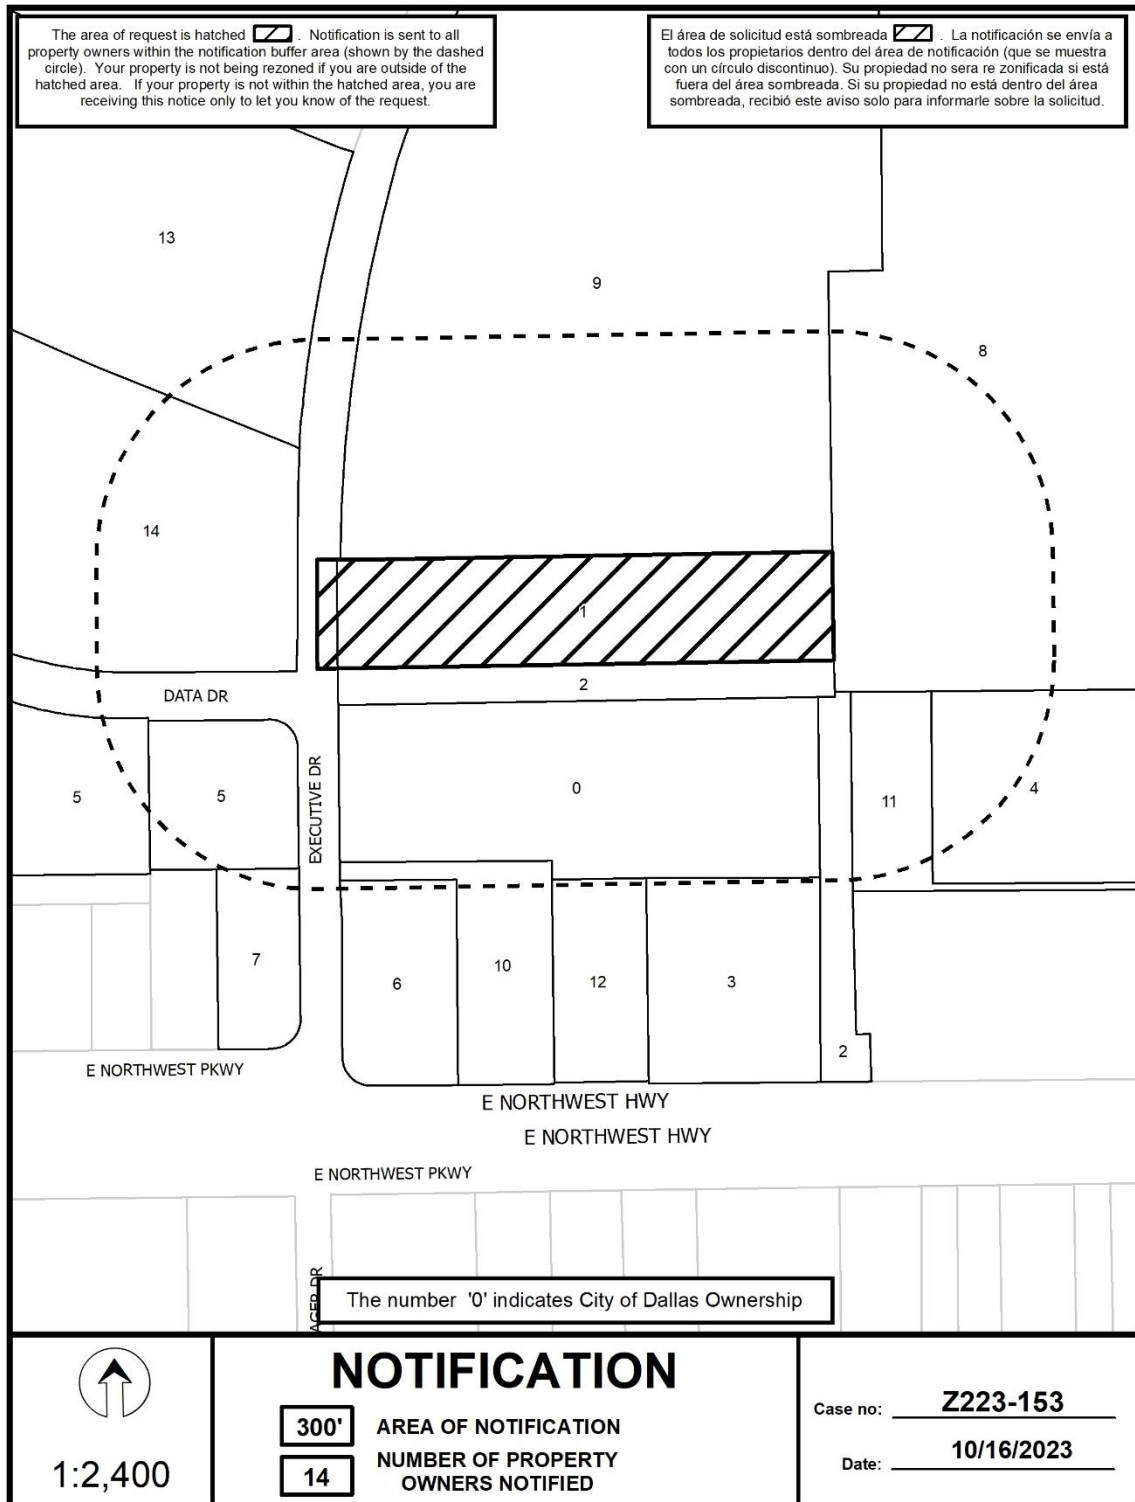 The area of request is hatched . Notification is sent to all
property owners within the notification buffer area (shown by the dashed
circle). Your property is not being rezoned if you are outside of the
hatched area. If your property is not within the hatched area, you are
receiving this notice only to let you know of the request.
El área de solicitud está sombreada . La notificación se envía a
todos los propietarios dentro del área de notificación (que se muestra
con un círculo discontinuo). Su propiedad no sera re zonificada si está
fuera del área sombreada. Si su propiedad no está dentro del área
sombreada, recibió este aviso solo para informarle sobre la solicitud.
13
9
8
14
1
2
DATA DR
EXECUTIVE DR
5
5
0
11
4
7
6
10
12
3
2
E NORTHWEST PKWY
E NORTHWEST HWY
E NORTHWEST HWY
E NORTHWEST PKWY
The number '0' indicates City of Dallas Ownership
1:2,400
NOTIFICATION
300'
AREA OF NOTIFICATION
14
NUMBER OF PROPERTY
OWNERS NOTIFIED
Case no: Z223-153
Date: 10/16/2023